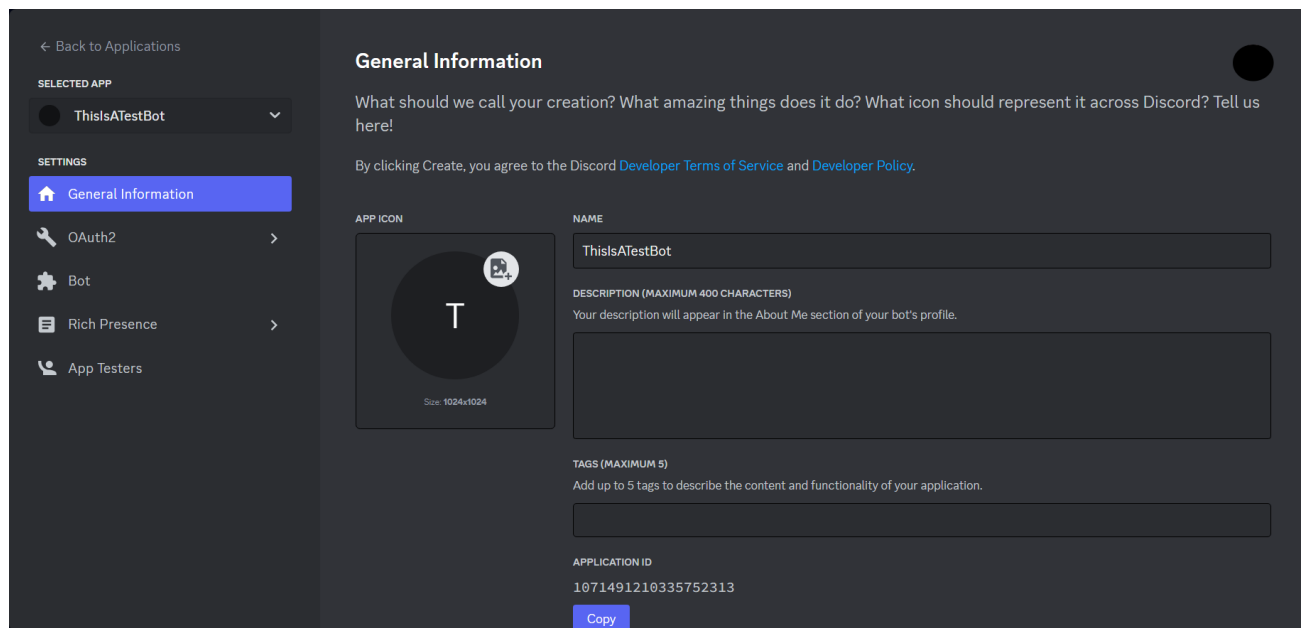 ← Back to Applications
SELECTED APP
ThisIsATestBot
SETTINGS
General Information
OAuth2
Bot
Rich Presence
App Testers
General Information
What should we call your creation? What amazing things does it do? What icon should represent it across Discord? Tell us
here!
By clicking Create, you agree to the Discord Developer Terms of Service and Developer Policy.
APP ICON
T
Size: 1024x1024
NAME
ThisIsATestBot
DESCRIPTION (MAXIMUM 400 CHARACTERS)
Your description will appear in the About Me section of your bot's profile.
TAGS (MAXIMUM 5)
Add up to 5 tags to describe the content and functionality of your application.
APPLICATION ID
1071491210335752313
Copy